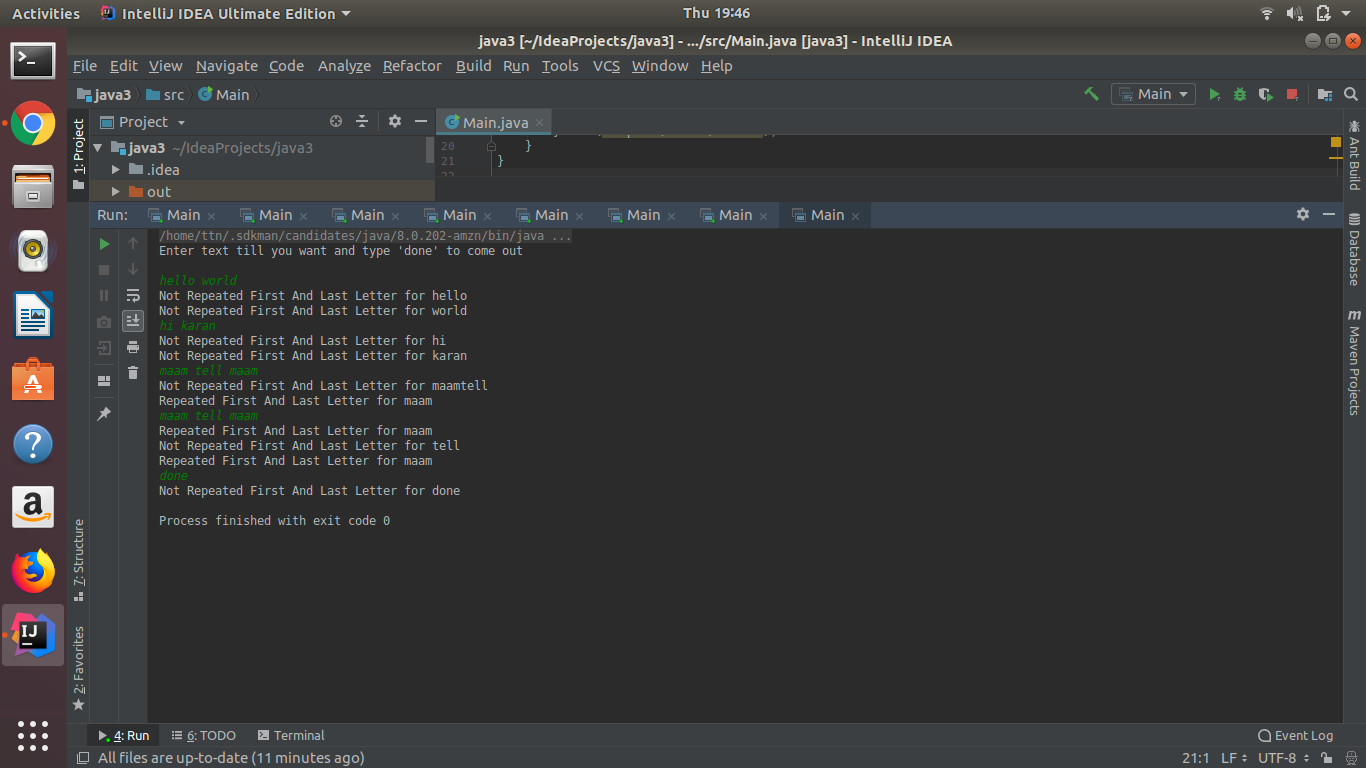 Activities IntelliJ IDEA Ultimate Edition Thu 19:46
java3 [~/IdeaProjects/java3] - .../src/Main.java [java3] - IntelliJ IDEA
File Edit View Navigate Code Analyze Refactor Build Run Tools VCS Window Help
java3 src Main Main
1: Project
Project
Main.java
java3 ~/IdeaProjects/java3
.idea
out
20 }
21 }
22
Run: Main Main Main Main Main Main Main Main
/home/ttn/.sdkman/candidates/java/8.0.202-amzn/bin/java ...
Enter text till you want and type 'done' to come out
hello world
Not Repeated First And Last Letter for hello
Not Repeated First And Last Letter for world
hi karan
Not Repeated First And Last Letter for hi
Not Repeated First And Last Letter for karan
maam tell maam
Not Repeated First And Last Letter for maamtell
Repeated First And Last Letter for maam
maam tell maam
Repeated First And Last Letter for maam
Not Repeated First And Last Letter for tell
Repeated First And Last Letter for maam
done
Not Repeated First And Last Letter for done
Process finished with exit code 0
Ant Build
Database
m Maven Projects
7: Structure
2: Favorites
4: Run 6: TODO Terminal Event Log
All files are up-to-date (11 minutes ago) 21:1 LF UTF-8
IJ